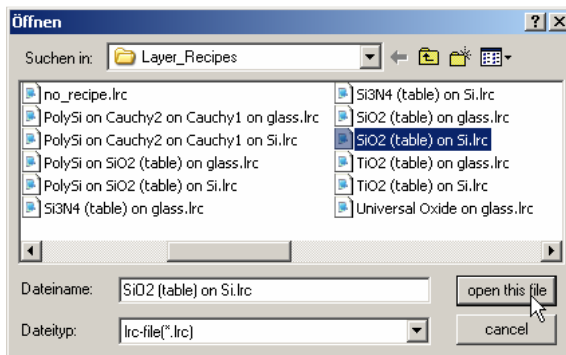 Öffnen
Suchen in: Layer_Recipes
no_recipe.lrc
PolySi on Cauchy2 on Cauchy1 on glass.lrc
PolySi on Cauchy2 on Cauchy1 on Si.lrc
PolySi on SiO2 (table) on glass.lrc
PolySi on SiO2 (table) on Si.lrc
Si3N4 (table) on glass.lrc
Si3N4 (table) on Si.lrc
SiO2 (table) on glass.lrc
SiO2 (table) on Si.lrc
TiO2 (table) on glass.lrc
TiO2 (table) on Si.lrc
Universal Oxide on glass.lrc
Dateiname: SiO2 (table) on Si.lrc open this file
Dateityp: lrc-file(*.lrc) cancel